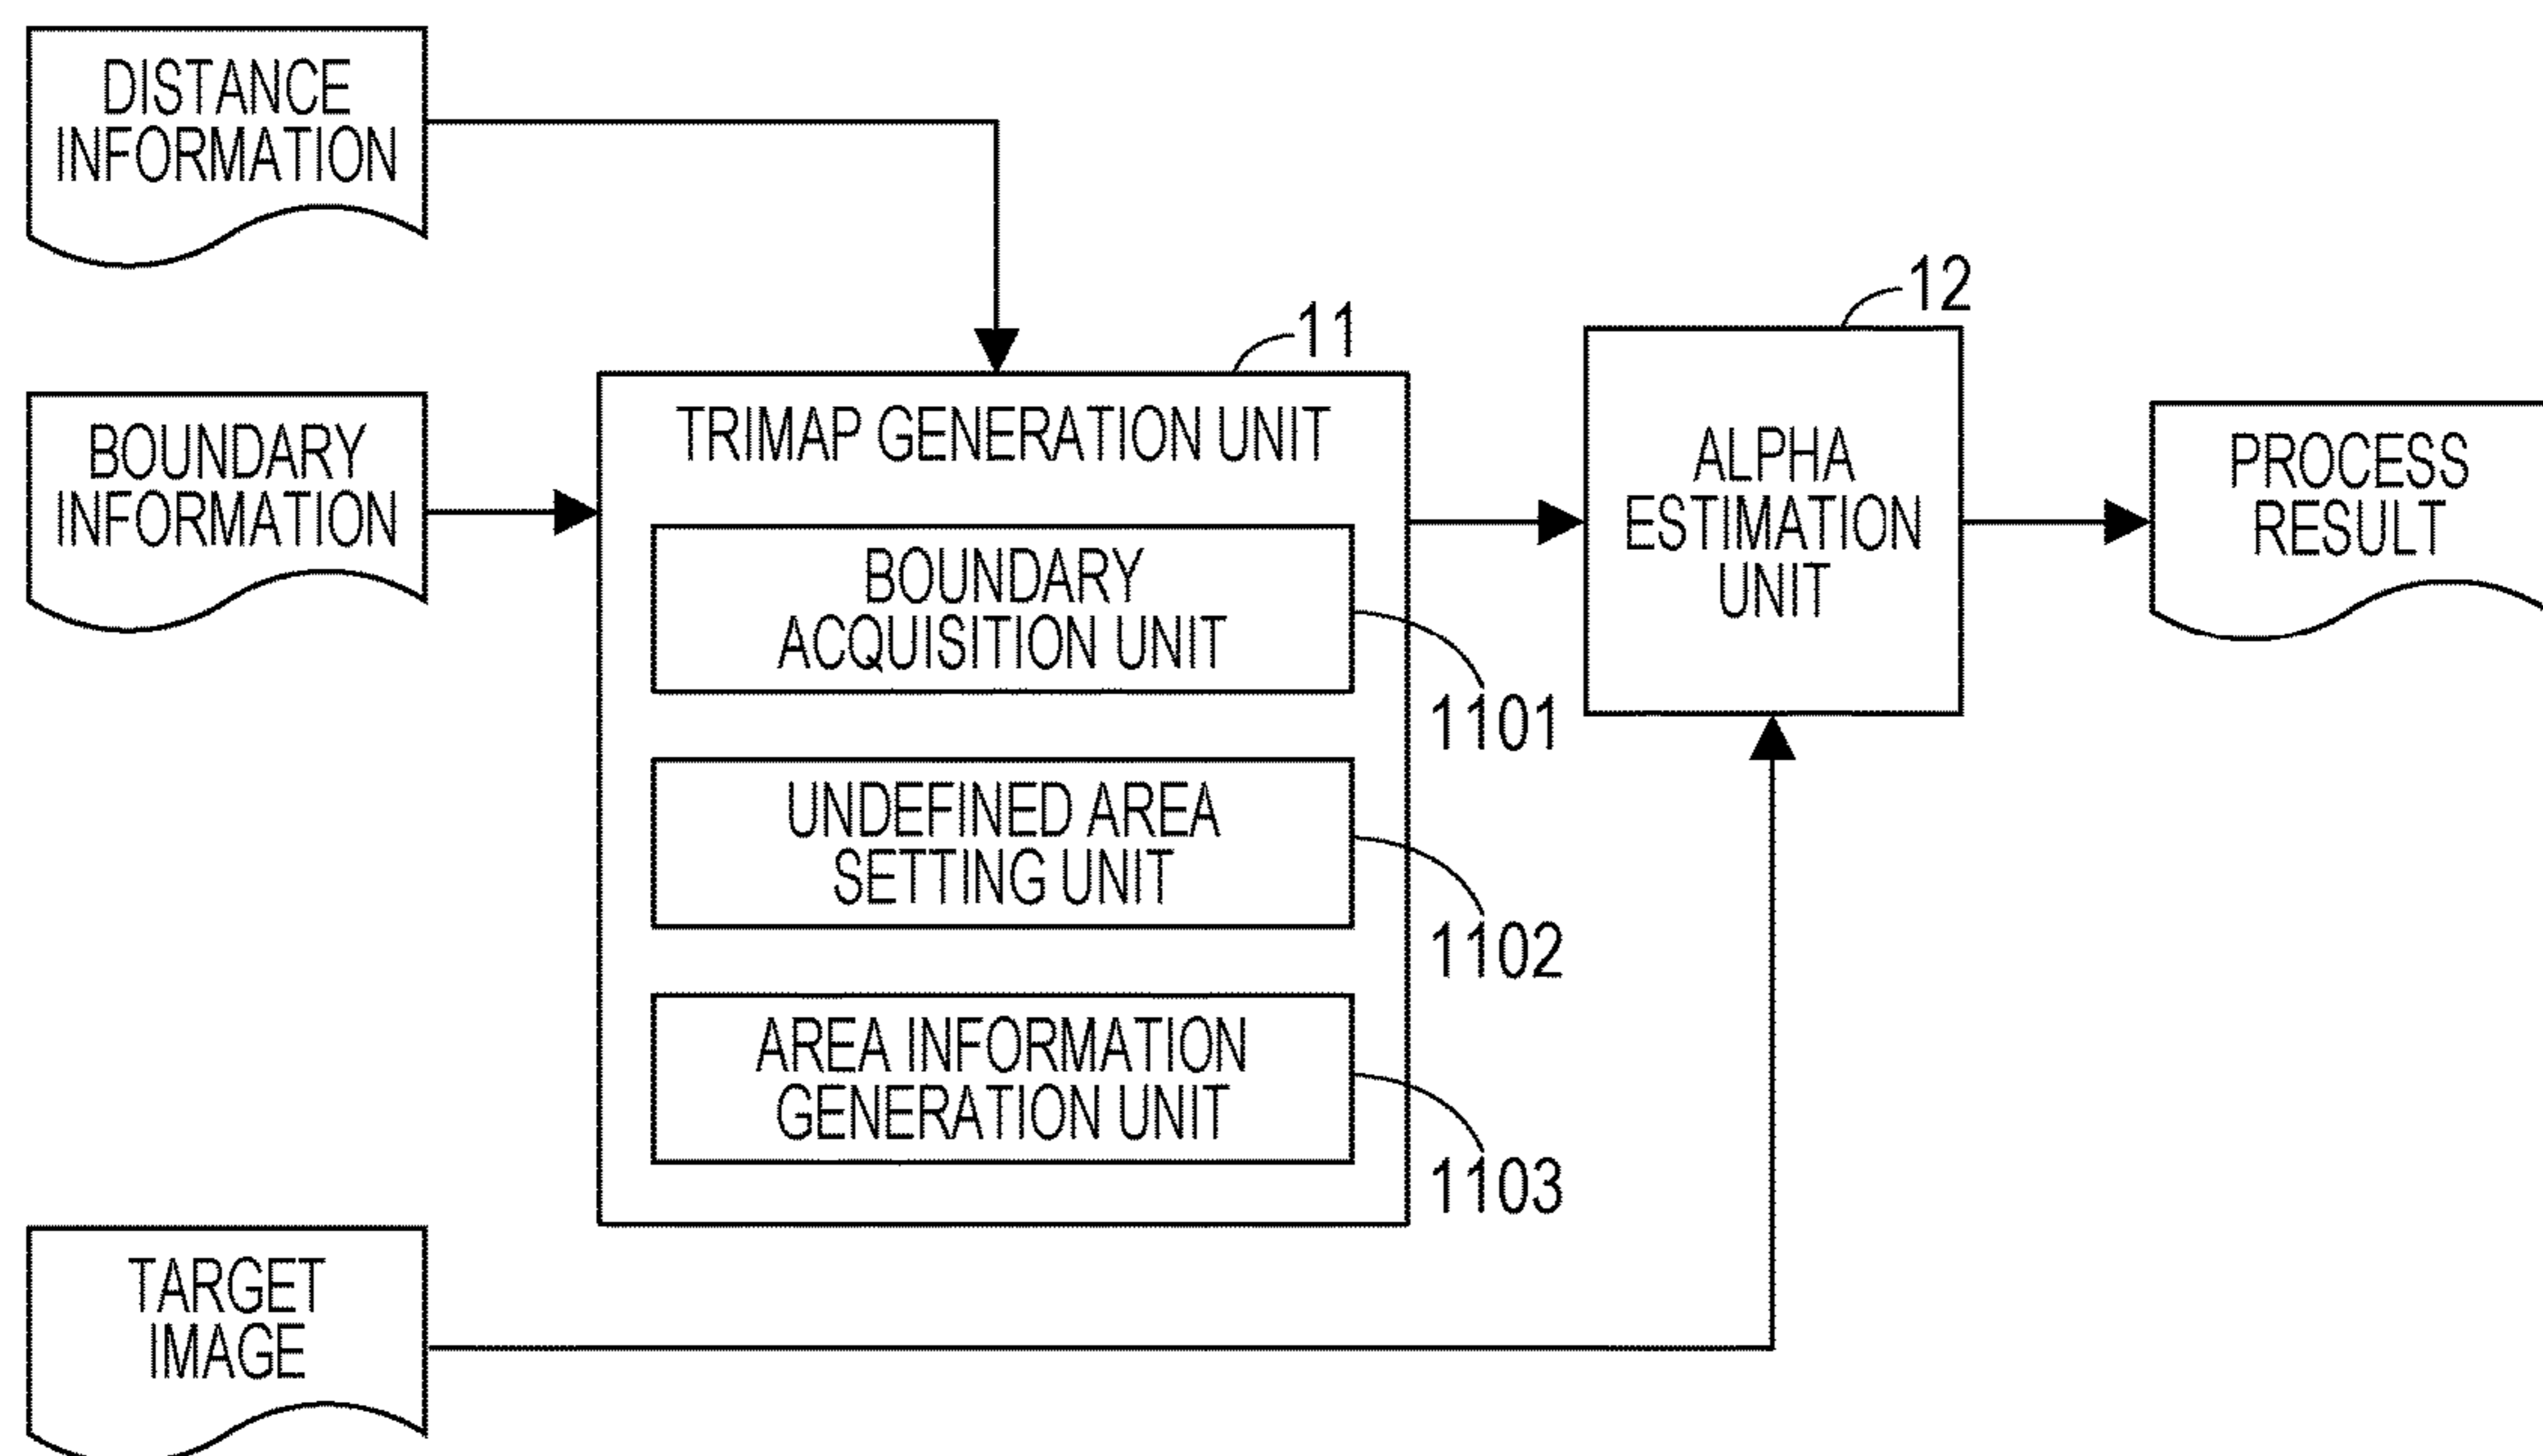 DISTANCE
INFORMATION
BOUNDARY
INFORMATION
11
TRIMAP GENERATION UNIT
BOUNDARY
ACQUISITION UNIT
1101
UNDEFINED AREA
SETTING UNIT
1102
AREA INFORMATION
GENERATION UNIT
1103
12
ALPHA
ESTIMATION
UNIT
PROCESS
RESULT
TARGET
IMAGE